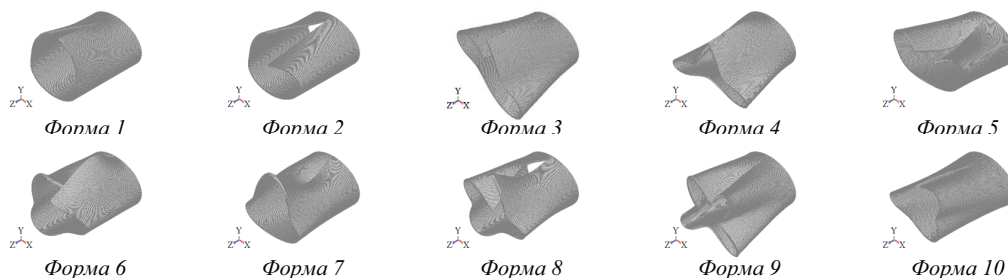 Y
Z X
Y
Z X
Y
Z X
Y
Z X
Y
Z X
Форма 1
Форма 2
Форма 3
Форма 4
Форма 5
Y
Z X
Y
Z X
Y
Z X
Y
Z X
Y
Z X
Форма 6
Форма 7
Форма 8
Форма 9
Форма 10